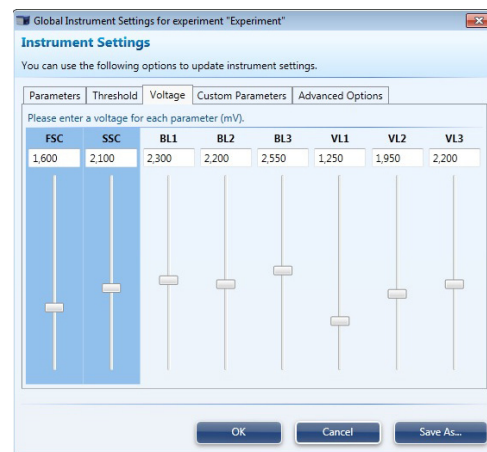 Global Instrument Settings for experiment "Experiment"
Instrument Settings
You can use the following options to update instrument settings.
Parameters Threshold Voltage Custom Parameters Advanced Options
Please enter a voltage for each parameter (mV).
FSC SSC BL1 BL2 BL3 VL1 VL2 VL3
1,600 2,100 2,300 2,200 2,550 1,250 1,950 2,200
OK Cancel Save As...